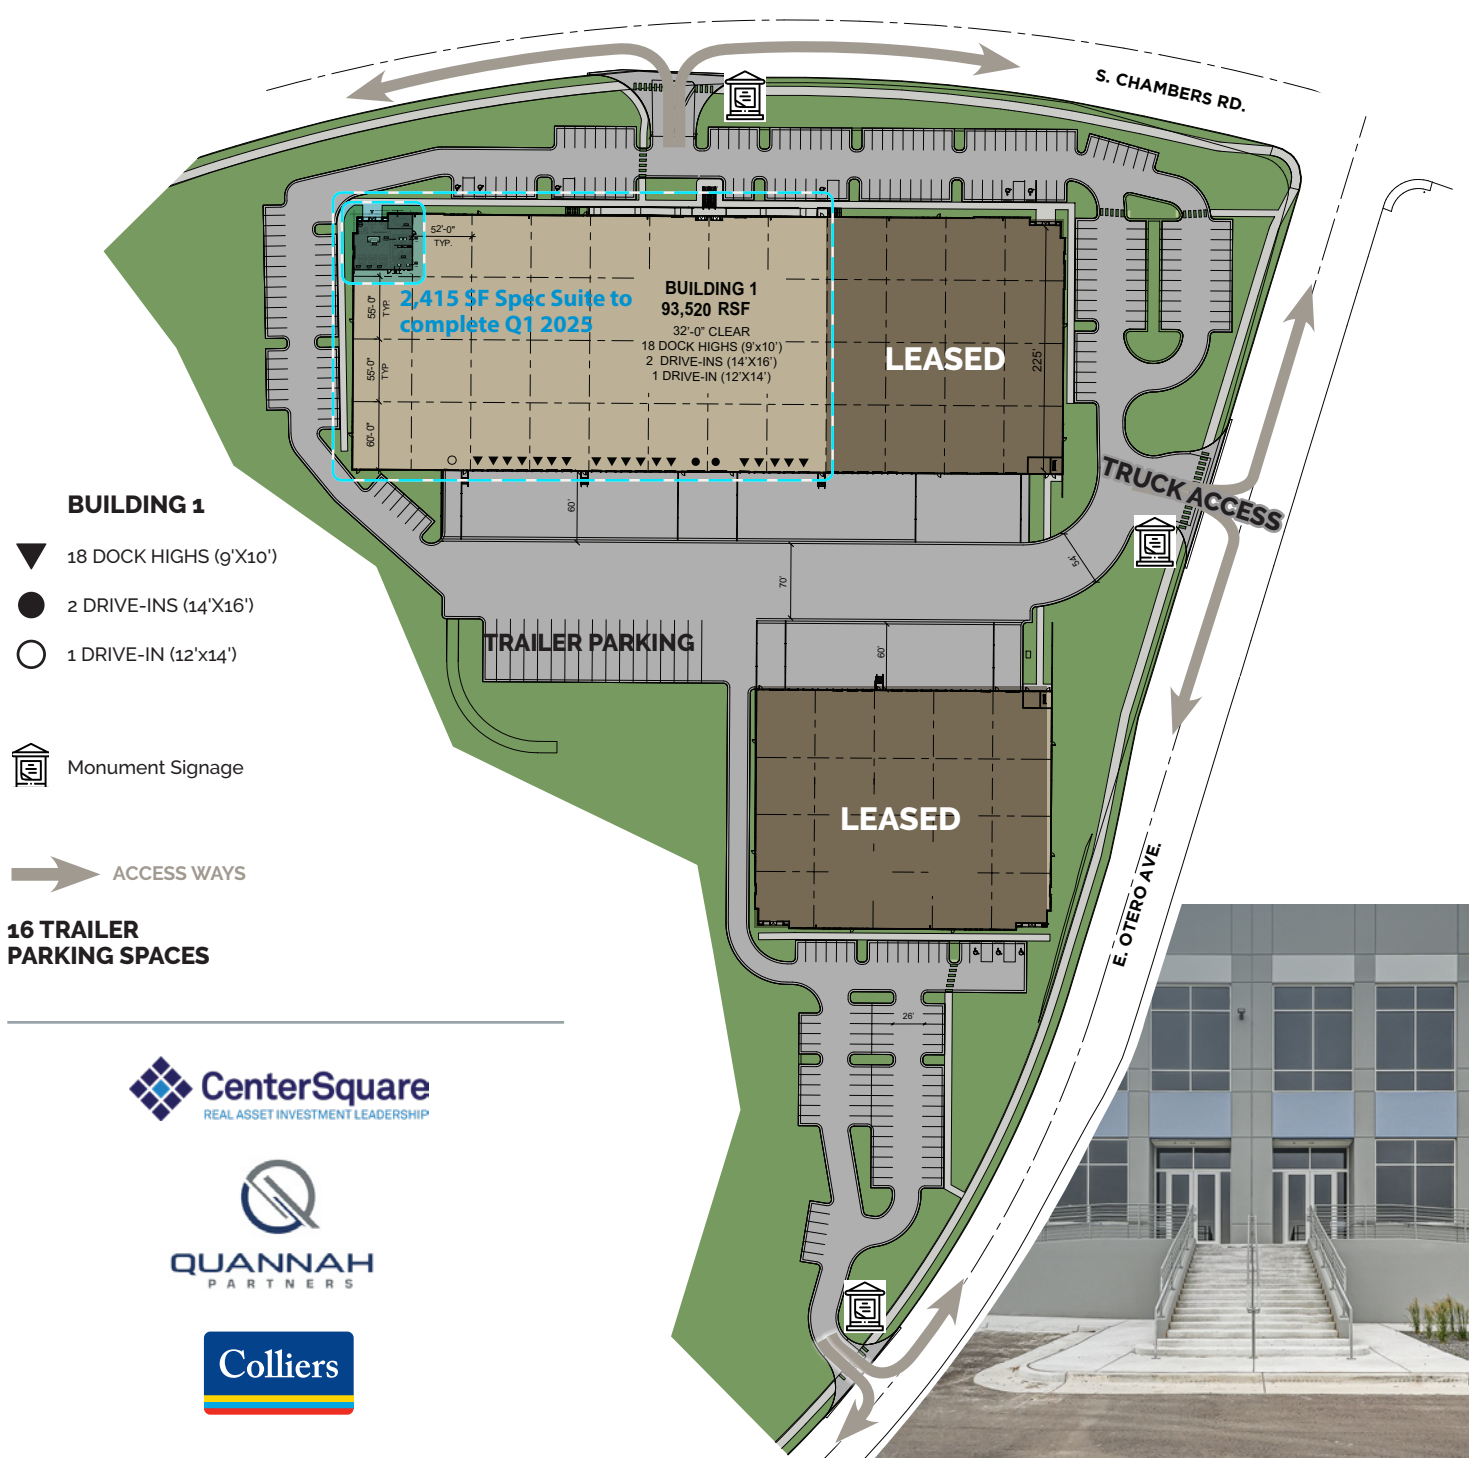 S. CHAMBERS RD.
52'-0"
TYP.
2,415 SF Spec Suite to
complete Q1 2025
BUILDING 1
93,520 RSF
32'-0" CLEAR
18 DOCK HIGHS (9'x10')
2 DRIVE-INS (14'X16')
1 DRIVE-IN (12'X14')
55'-0"
TYP.
55'-0"
TYP
60'-0"
LEASED
225'
TRUCK ACCESS
60'
70'
54'
TRAILER PARKING
60'
LEASED
E. OTERO AVE.
26'
BUILDING 1
18 DOCK HIGHS (9'X10')
2 DRIVE-INS (14'X16')
1 DRIVE-IN (12'x14')
Monument Signage
ACCESS WAYS
16 TRAILER
PARKING SPACES
CenterSquare
REAL ASSET INVESTMENT LEADERSHIP
QUANNAH
PARTNERS
Colliers